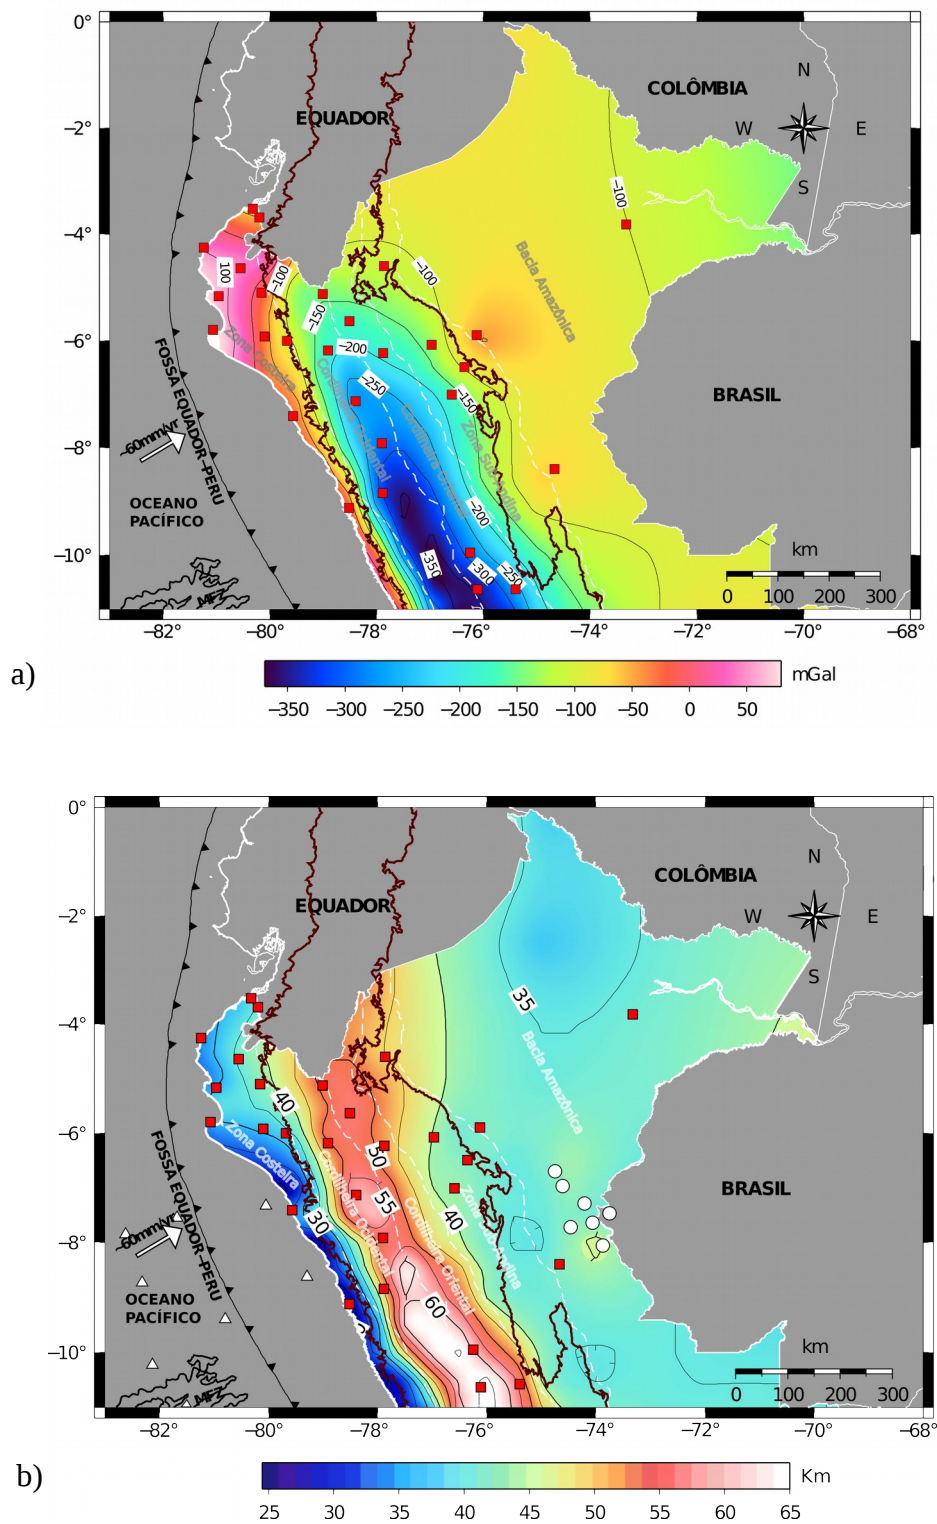 0°
−2°
−4°
−6°
−8°
−10°
COLÔMBIA
N
W
E
S
EQUADOR
−100
100
−100
−100
−150
−200
−250
−150
−200
−250
−300
−350
Bacia Amazônica
Zona Costeira
Cordilheira Ocidental
Cordilheira Oriental
Zona Subandina
BRASIL
FOSSA EQUADOR–PERU
~60mm/yr
OCEANO
PACÍFICO
MFZ
km
0 100 200 300
−82 −80 −78 −76 −74 −72 −70 −68°
a)
mGal
−350 −300 −250 −200 −150 −100 −50 0 50
0°
−2°
−4°
−6°
−8°
−10°
COLÔMBIA
N
W
E
S
EQUADOR
35
40
50
55
40
30
60
Bacia Amazônica
Zona Costeira
Cordilheira Ocidental
Cordilheira Oriental
BRASIL
FOSSA EQUADOR–PERU
~60mm/yr
OCEANO
PACÍFICO
MFZ
km
0 100 200 300
−82 −80 −78 −76 −74 −72 −70 −68°
b)
Km
25 30 35 40 45 50 55 60 65